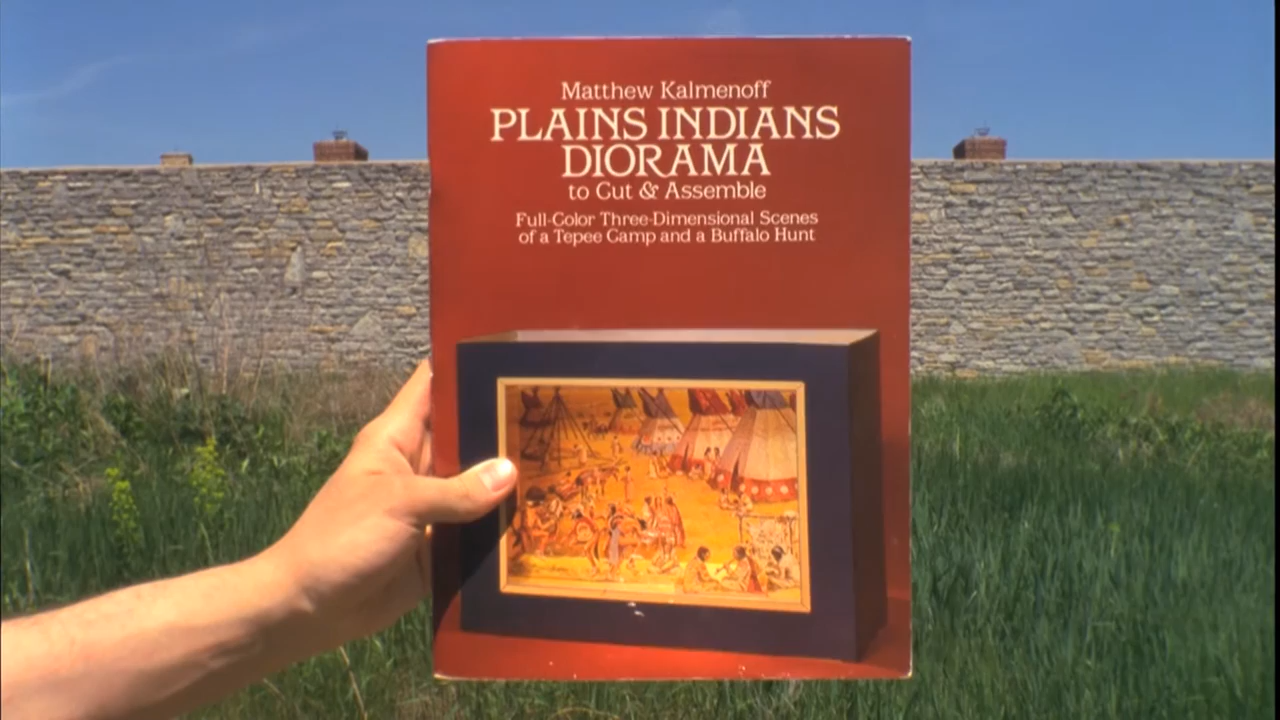 Matthew Kalmenoff
PLAINS INDIANS
DIORAMA
to Cut & Assemble
Full-Color Three-Dimensional Scenes
of a Tepee Camp and a Buffalo Hunt